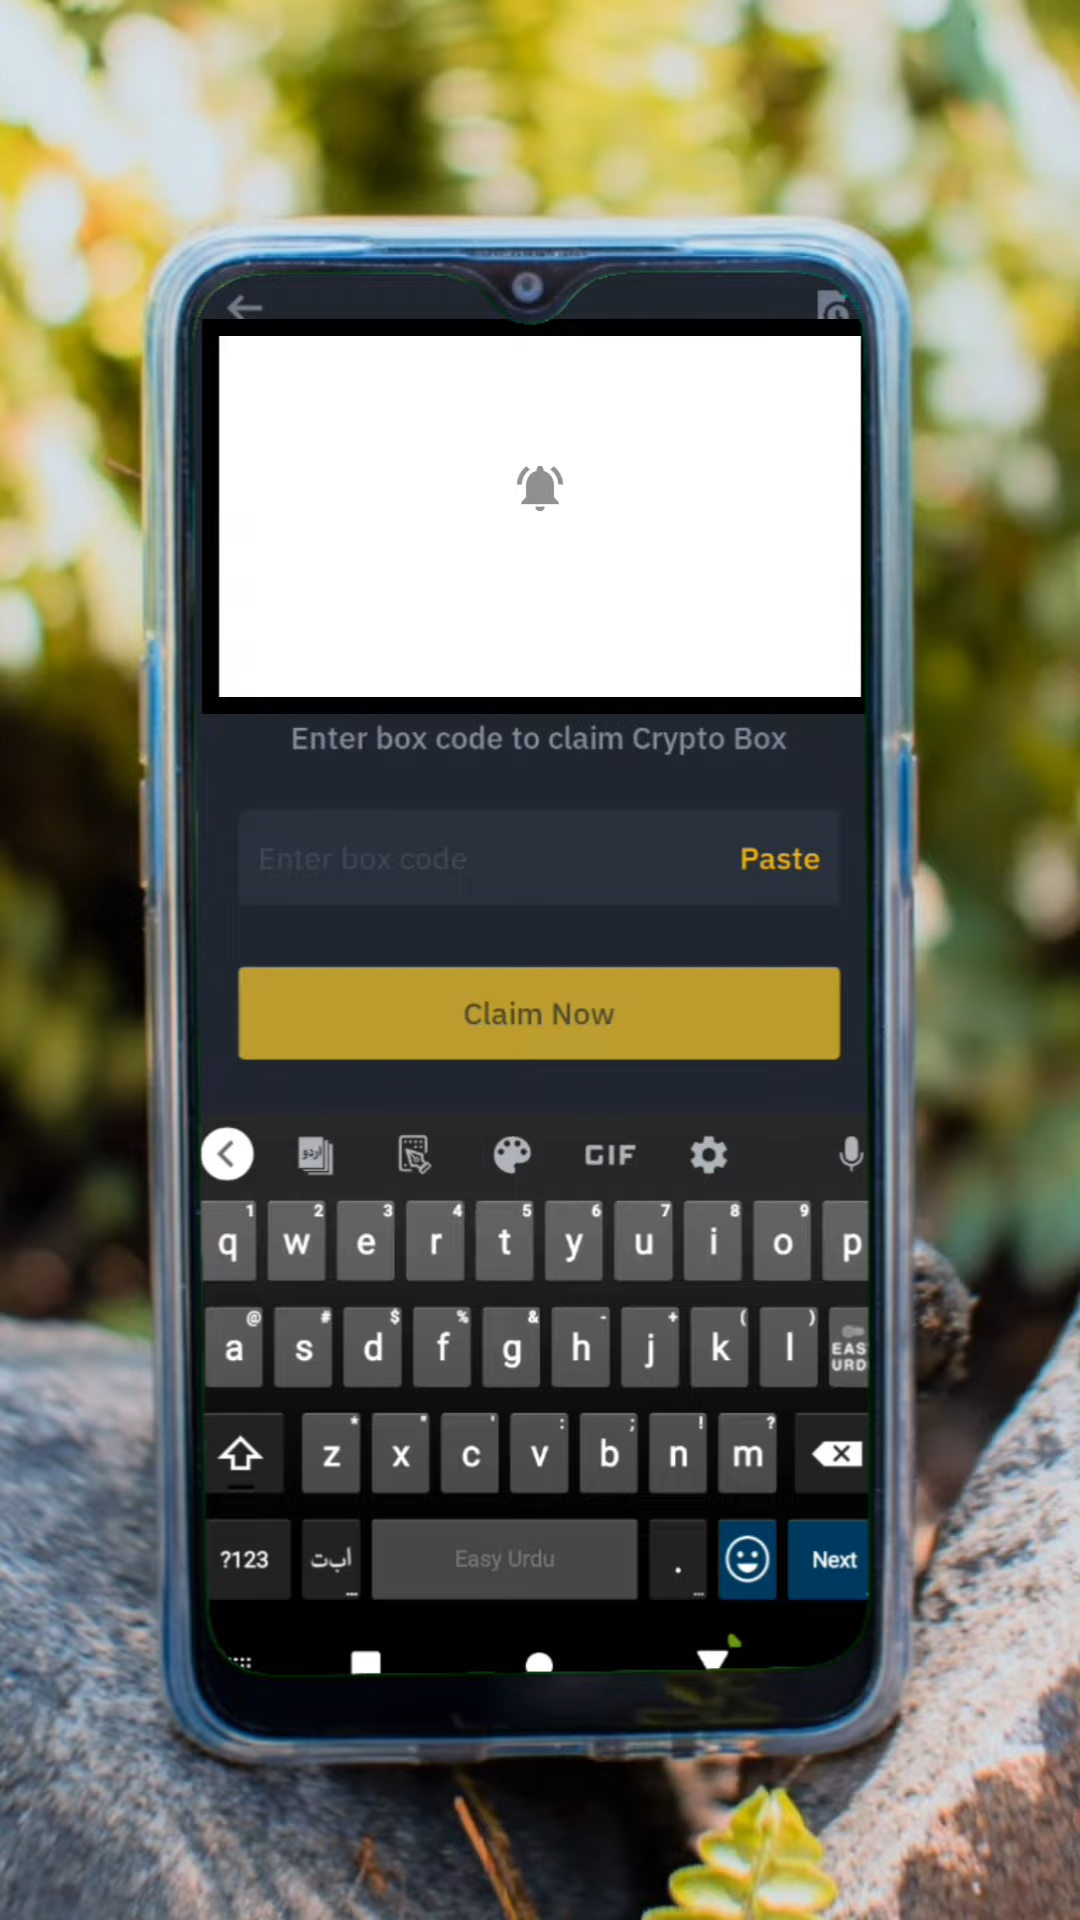 Enter box code to claim Crypto Box
Enter box code
Paste
Claim Now
اردو
GIF
1 2 3 4 5 6 7 8 9
q w e r t y u i o p
@ # $ % & - + ( )
a s d f g h j k l
EAS
URD
* " ' : ; ! ?
z x c v b n m
?123
اب‌ت
...
Easy Urdu
.
...
Next